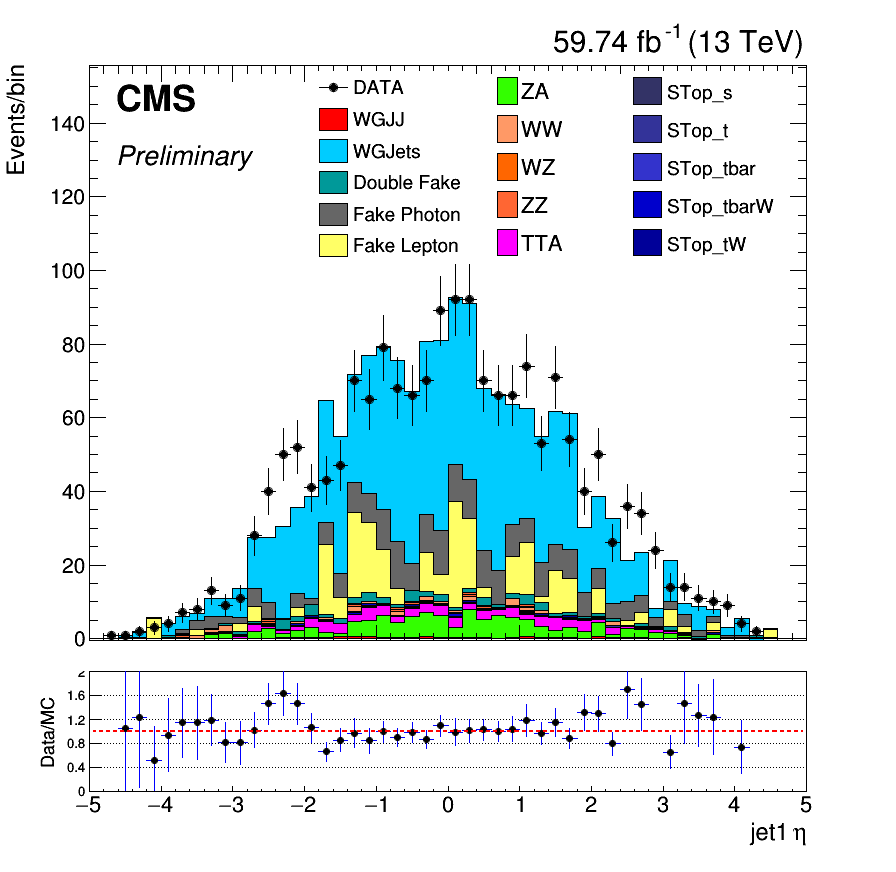 59.74 fb⁻¹ (13 TeV)
Events/bin
CMS
Preliminary
DATA
WGJJ
WGJets
Double Fake
Fake Photon
Fake Lepton
ZA
WW
WZ
ZZ
TTA
STop_s
STop_t
STop_tbar
STop_tbarW
STop_tW
140
120
100
80
60
40
20
0
Data/MC
2
1.6
1.2
0.8
0.4
0
−5 −4 −3 −2 −1 0 1 2 3 4 5
jet1 η